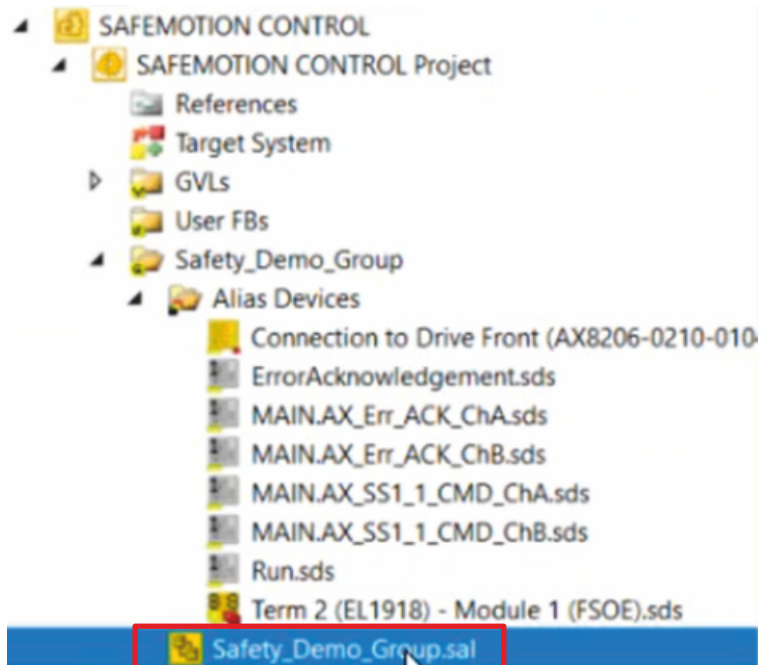 SAFEMOTION CONTROL
SAFEMOTION CONTROL Project
References
Target System
GVLs
User FBs
Safety_Demo_Group
Alias Devices
Connection to Drive Front (AX8206-0210-010
ErrorAcknowledgement.sds
MAIN.AX_Err_ACK_ChA.sds
MAIN.AX_Err_ACK_ChB.sds
MAIN.AX_SS1_1_CMD_ChA.sds
MAIN.AX_SS1_1_CMD_ChB.sds
Run.sds
Term 2 (EL1918) - Module 1 (FSOE).sds
Safety_Demo_Group.sal